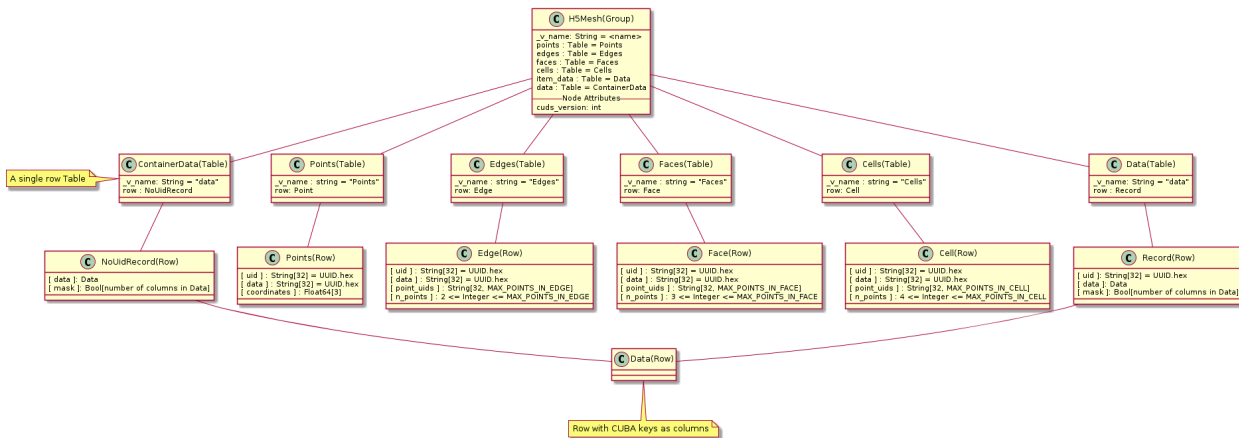 H5Mesh(Group)
_v_name: String = <name>
points : Table = Points
edges : Table = Edges
faces : Table = Faces
cells : Table = Cells
item_data : Table = Data
data : Table = ContainerData
Node Attributes
cuds_version: int
A single row Table
C ContainerData(Table)
_v_name: String = "data"
row : NoUidRecord
C Points(Table)
_v_name : string = "Points"
row: Point
C Edges(Table)
_v_name : string = "Edges"
row: Edge
C Faces(Table)
_v_name : string = "Faces"
row: Face
C Cells(Table)
_v_name : string = "Cells"
row: Cell
C Data(Table)
_v_name: String = "data"
row : Record
C NoUidRecord(Row)
[ data ]: Data
[ mask ]: Bool[number of columns in Data]
C Points(Row)
[ uid ] : String[32] = UUID.hex
[ data ] : String[32] = UUID.hex
[ coordinates ] : Float64[3]
C Edge(Row)
[ uid ] : String[32] = UUID.hex
[ data ] : String[32] = UUID.hex
[ point_uids ] : String[32, MAX_POINTS_IN_EDGE]
[ n_points ] : 2 <= Integer <= MAX_POINTS_IN_EDGE
C Face(Row)
[ uid ] : String[32] = UUID.hex
[ data ] : String[32] = UUID.hex
[ point_uids ] : String[32, MAX_POINTS_IN_FACE]
[ n_points ] : 3 <= Integer <= MAX_POINTS_IN_FACE
C Cell(Row)
[ uid ] : String[32] = UUID.hex
[ data ] : String[32] = UUID.hex
[ point_uids ] : String[32, MAX_POINTS_IN_CELL]
[ n_points ] : 4 <= Integer <= MAX_POINTS_IN_CELL
C Record(Row)
[ uid ]: String[32] = UUID.hex
[ data ]: Data
[ mask ]: Bool[number of columns in Data]
C Data(Row)
Row with CUBA keys as columns